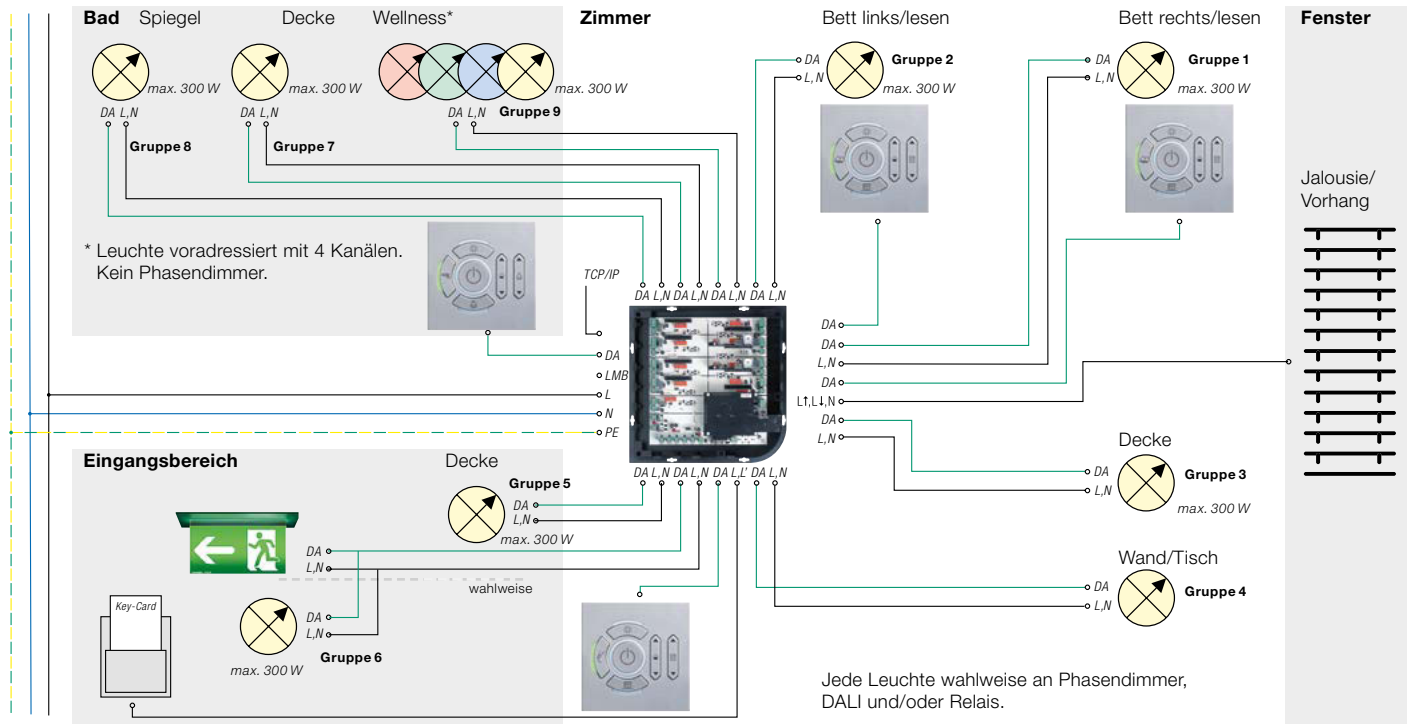 Bad Spiegel Decke Wellness*
Zimmer
Bett links/lesen
Bett rechts/lesen
Fenster
max. 300 W
max. 300 W
max. 300 W
DA L,N
DA L,N
DA L,N
Gruppe 8
Gruppe 7
Gruppe 9
DA
L,N
Gruppe 2
max. 300 W
DA
L,N
Gruppe 1
max. 300 W
Jalousie/
Vorhang
* Leuchte voradressiert mit 4 Kanälen.
Kein Phasendimmer.
TCP/IP
DA L,N DA L,N DA L,N DA L,N
DA
LMB
L
N
PE
DA
DA
L,N
DA
L↑,L↓,N
DA
L,N
DA L,N DA L,N DA L,L' DA L,N
Eingangsbereich
Decke
Gruppe 5
DA
L,N
max. 300 W
DA
L,N
wahlweise
Key-Card
DA
L,N
max. 300 W
Gruppe 6
Decke
DA
L,N
Gruppe 3
max. 300 W
Wand/Tisch
DA
L,N
Gruppe 4
Jede Leuchte wahlweise an Phasendimmer,
DALI und/oder Relais.